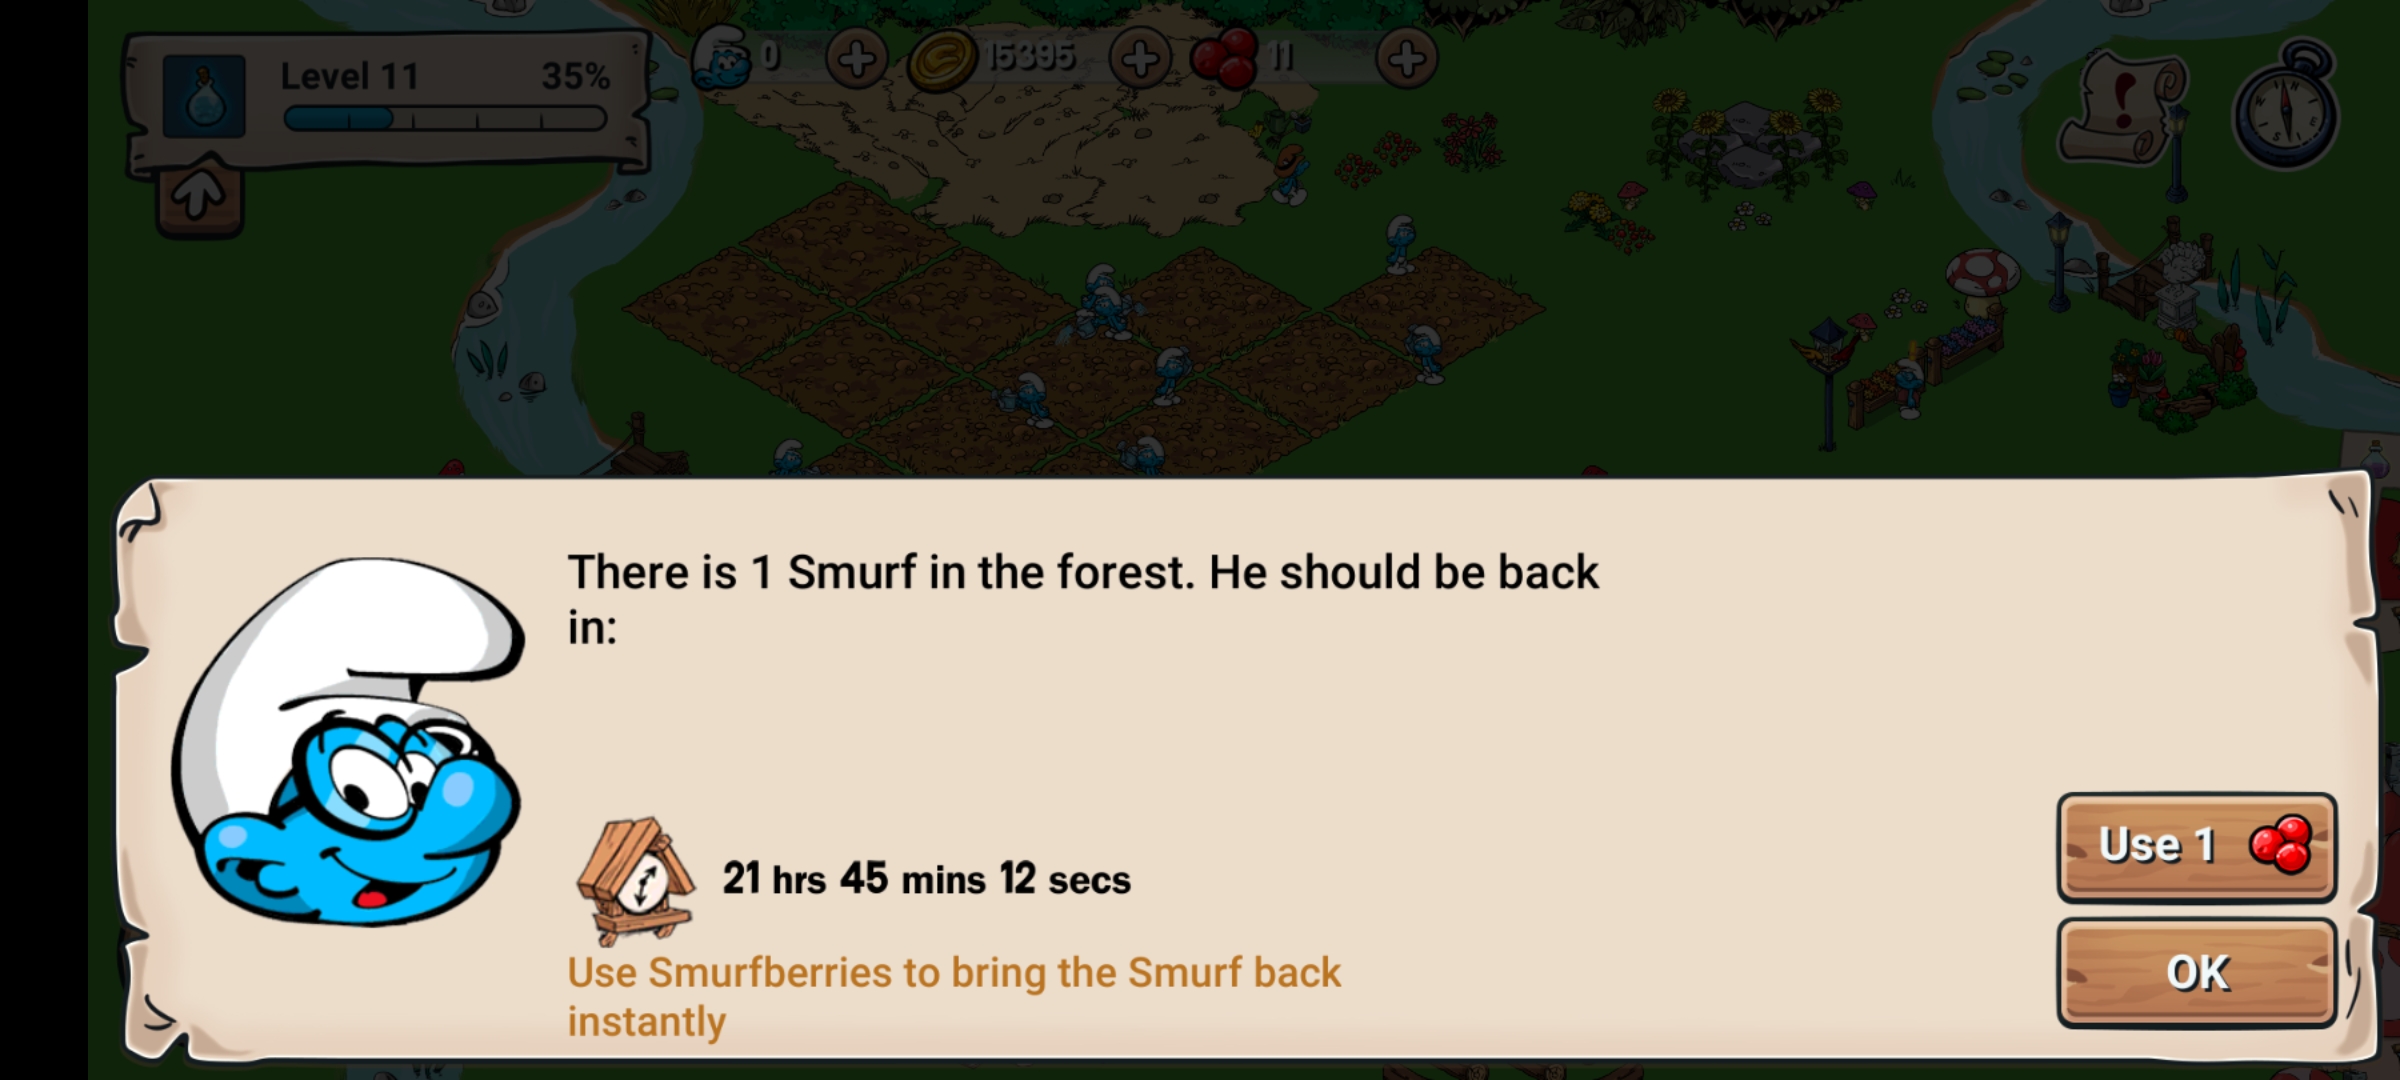 Level 11 35%
0
15395
11
There is 1 Smurf in the forest. He should be back
in:
21 hrs 45 mins 12 secs
Use Smurfberries to bring the Smurf back
instantly
Use 1
OK